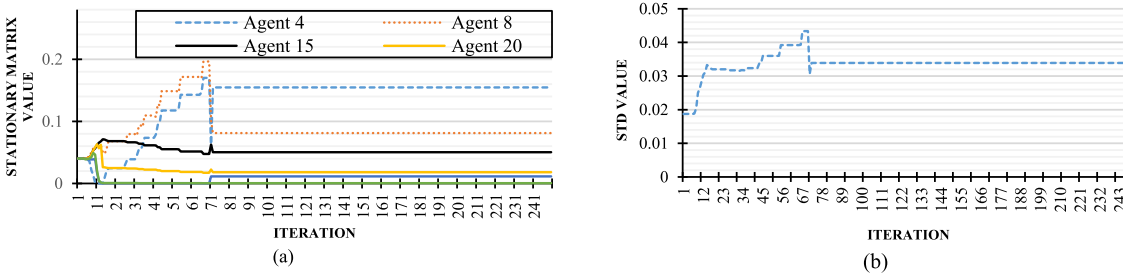 Agent 4
Agent 8
Agent 15
Agent 20
STATIONARY MATRIX
VALUE
0.2
0.1
0
1 11 21 31 41 51 61 71 81 91 101 111 121 131 141 151 161 171 181 191 201 211 221 231 241
ITERATION
(a)
STD VALUE
0.05
0.04
0.03
0.02
0.01
0
1 12 23 34 45 56 67 78 89 100 111 122 133 144 155 166 177 188 199 210 221 232 243
ITERATION
(b)